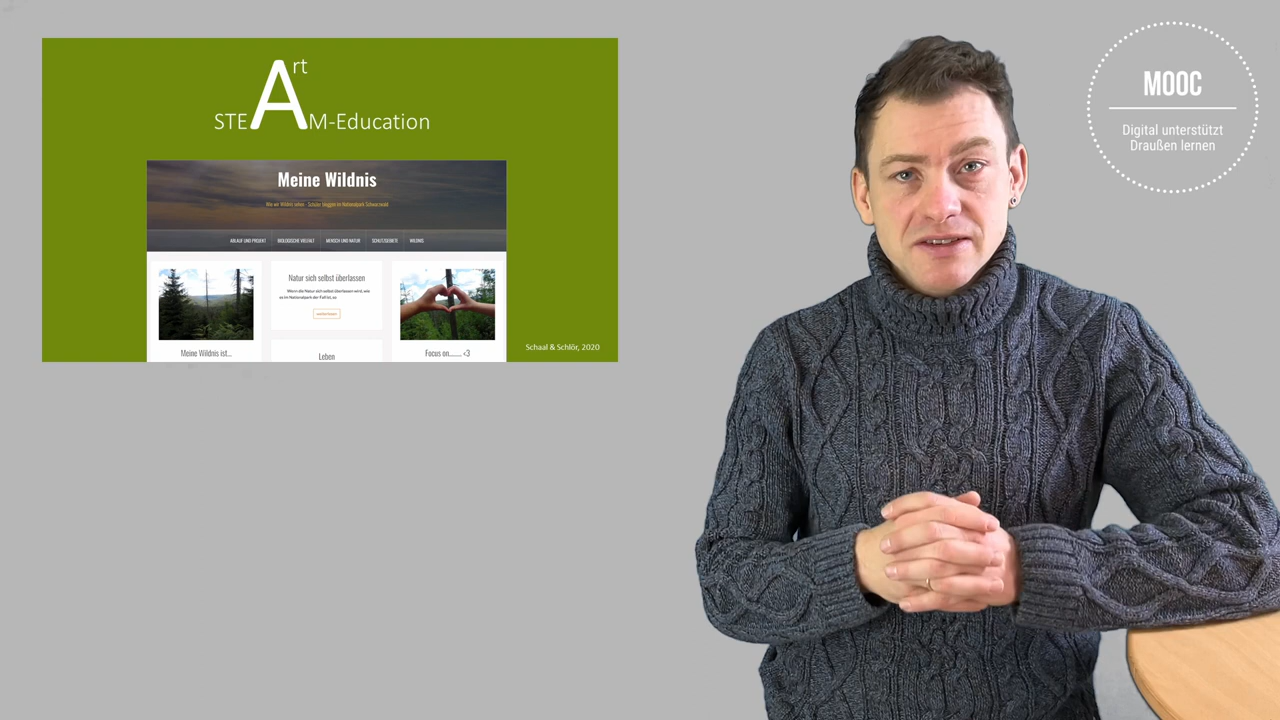 Art
STEAM-Education
Meine Wildnis
Wie wir Wildnis sehen - Schüler bloggen im Nationalpark Schwarzwald
ABLAUF UND PROJEKT BIOLOGISCHE VIELFALT MENSCH UND NATUR SCHUTZGEBIETE WILDNIS
Natur sich selbst überlassen
Wenn die Natur sich selbst überlassen wird, wie
es im Nationalpark der Fall ist, so
weiterlesen
Meine Wildnis ist...
Leben
Focus on........ <3
Schaal & Schlör, 2020
MOOC
Digital unterstützt
Draußen lernen